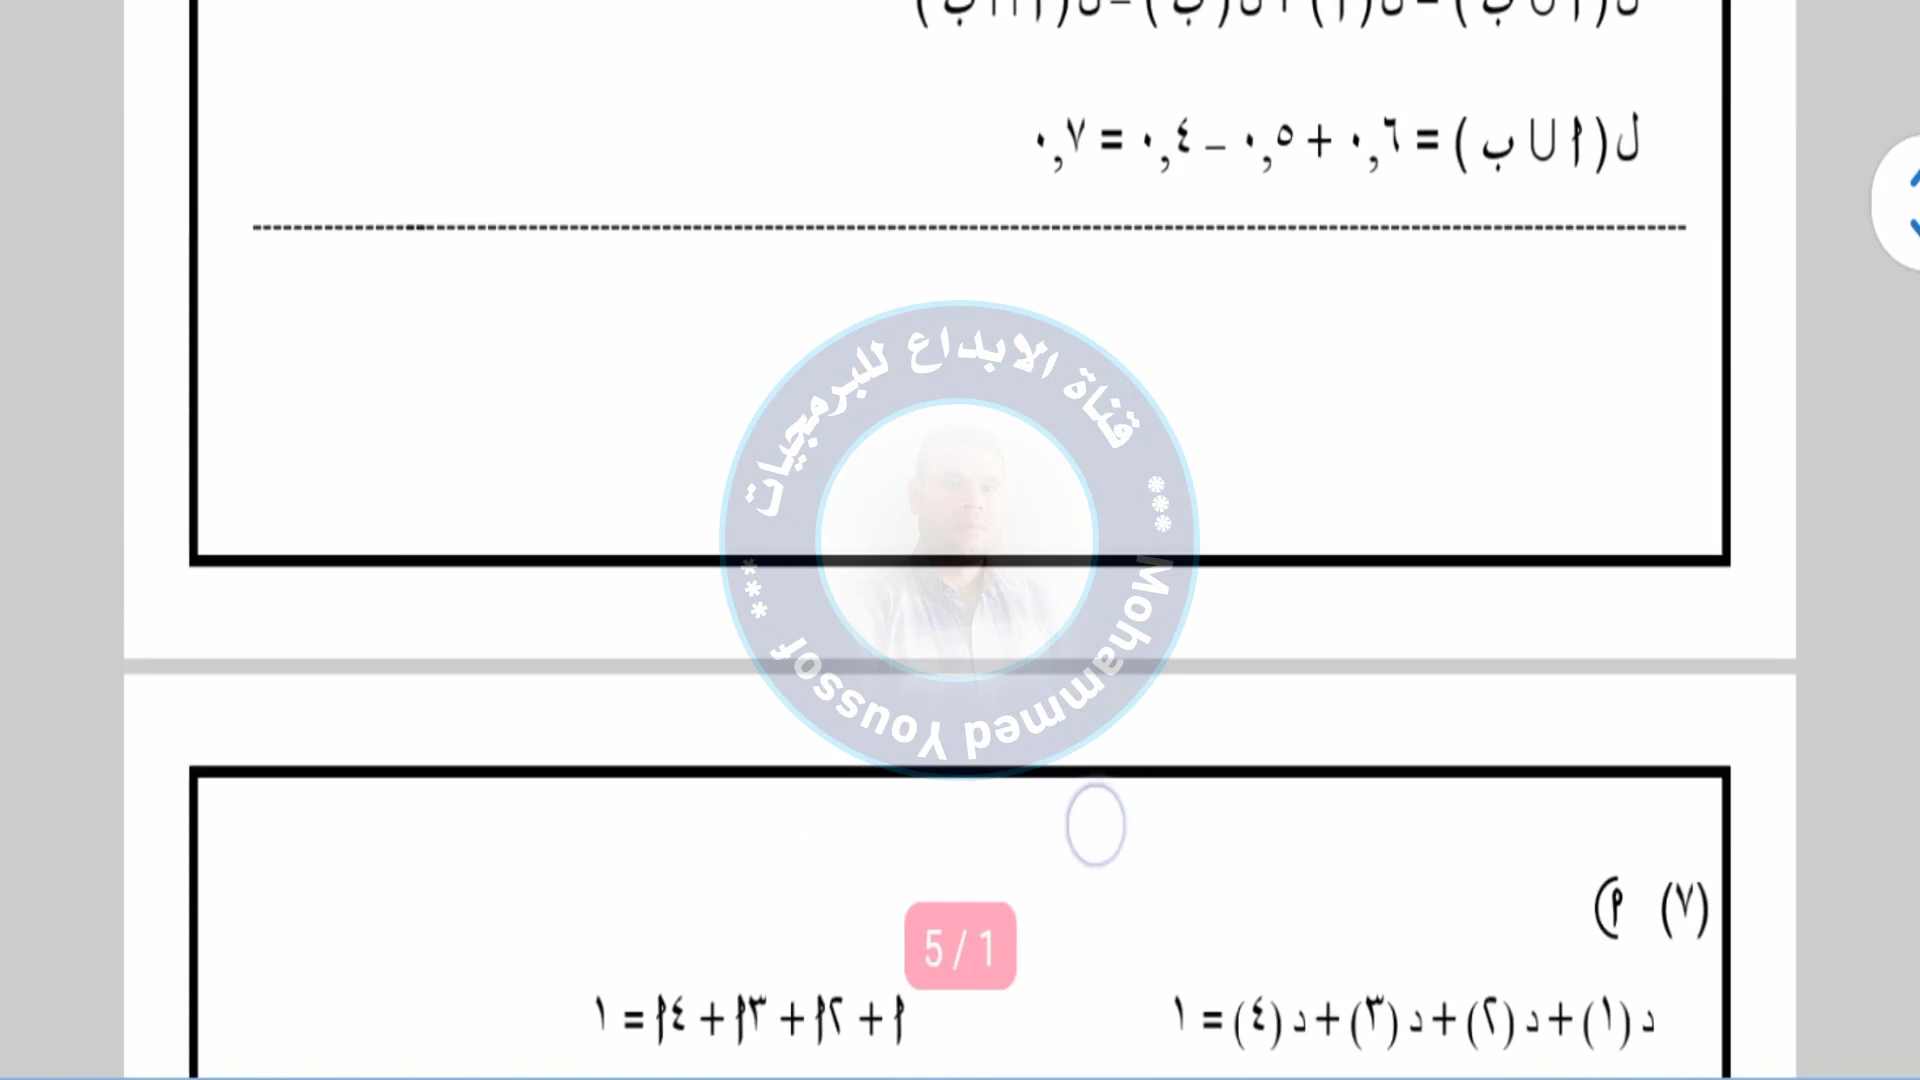 ل ( أ ∪ ب ) = ل ( أ ) + ل ( ب ) – ل ( أ ∩ ب )
ل ( أ ∪ ب ) = ٠,٦ + ٠,٥ – ٠,٤ = ٠,٧
قناة الابداع للبرمجيات
*** Mohammed Youssof ***
(٧) أ)
5 / 1
د (١) + د (٢) + د (٣) + د (٤) = ١
أ + ٢أ + ٣أ + ٤أ = ١